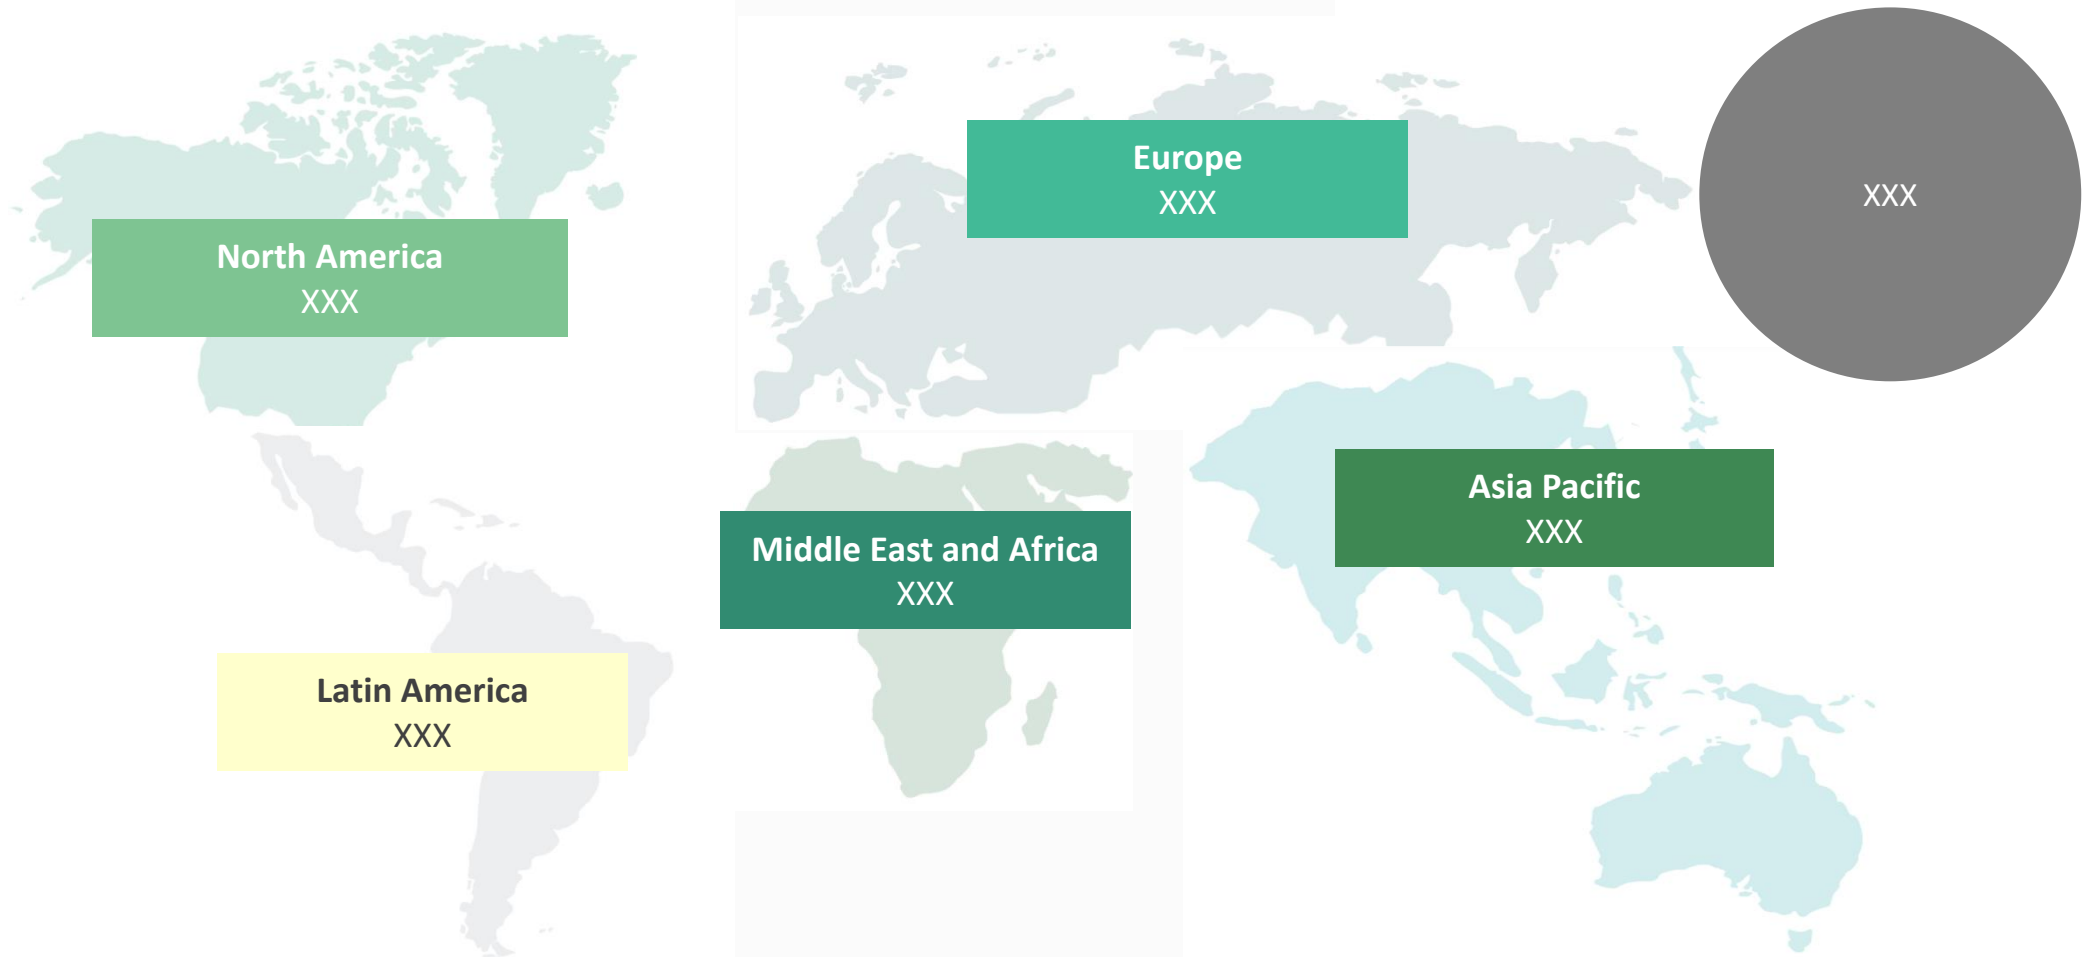 Europe
XXX
XXX
North America
XXX
Asia Pacific
XXX
Middle East and Africa
XXX
Latin America
XXX